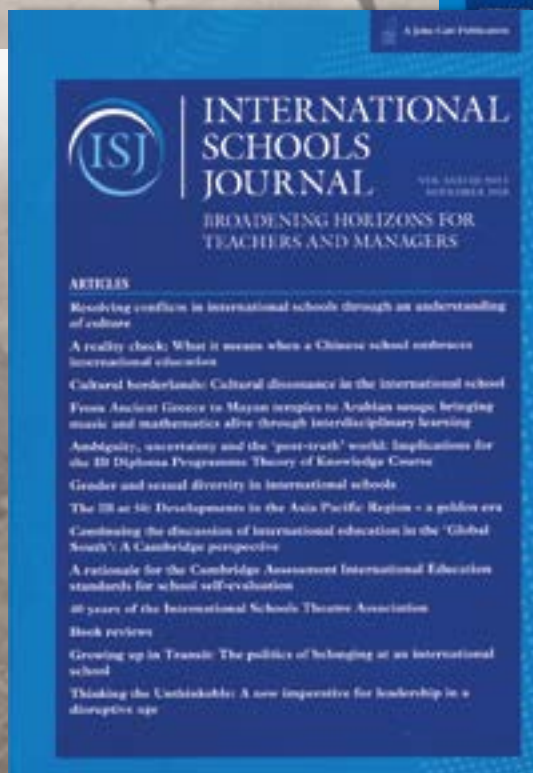 A John Catt Publication
ISJ
INTERNATIONAL
SCHOOLS
JOURNAL
NOVEMBER 2018
BROADENING HORIZONS FOR
TEACHERS AND MANAGERS
ARTICLES
Resolving conflicts in international schools through an understanding
of culture
A reality check: What it means when a Chinese school embraces
international education
Cultural borderlands: Cultural dissonance in the international school
From Ancient Greece to Mayan temples to Arabian souqs; bringing
music and mathematics alive through interdisciplinary learning
Ambiguity, uncertainty and the 'post-truth' world: Implications for
the IB Diploma Programme Theory of Knowledge Course
Gender and sexual diversity in international schools
The IB at 50: Developments in the Asia Pacific Region – a golden era
Continuing the discussion of international education in the 'Global
South': A Cambridge perspective
A rationale for the Cambridge Assessment International Education
standards for school self-evaluation
40 years of the International Schools Theatre Association
Book reviews
Growing up in Transit: The politics of belonging at an international
school
Thinking the Unthinkable: A new imperative for leadership in a
disruptive age